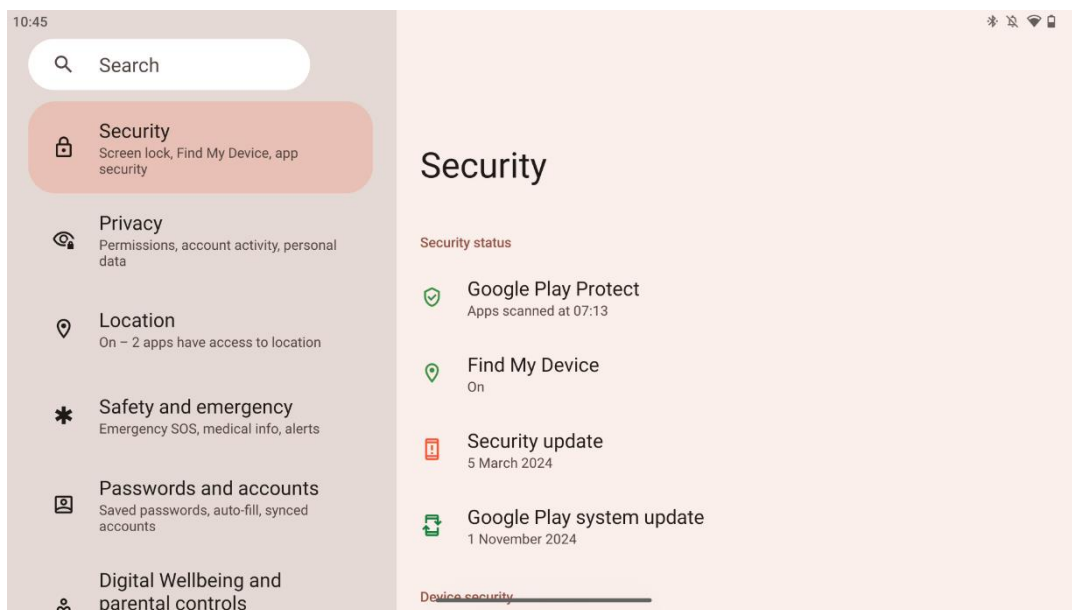 10:45
Search
Security
Screen lock, Find My Device, app
security
Privacy
Permissions, account activity, personal
data
Location
On – 2 apps have access to location
Safety and emergency
Emergency SOS, medical info, alerts
Passwords and accounts
Saved passwords, auto-fill, synced
accounts
Digital Wellbeing and
parental controls
Security
Security status
Google Play Protect
Apps scanned at 07:13
Find My Device
On
Security update
5 March 2024
Google Play system update
1 November 2024
Device security